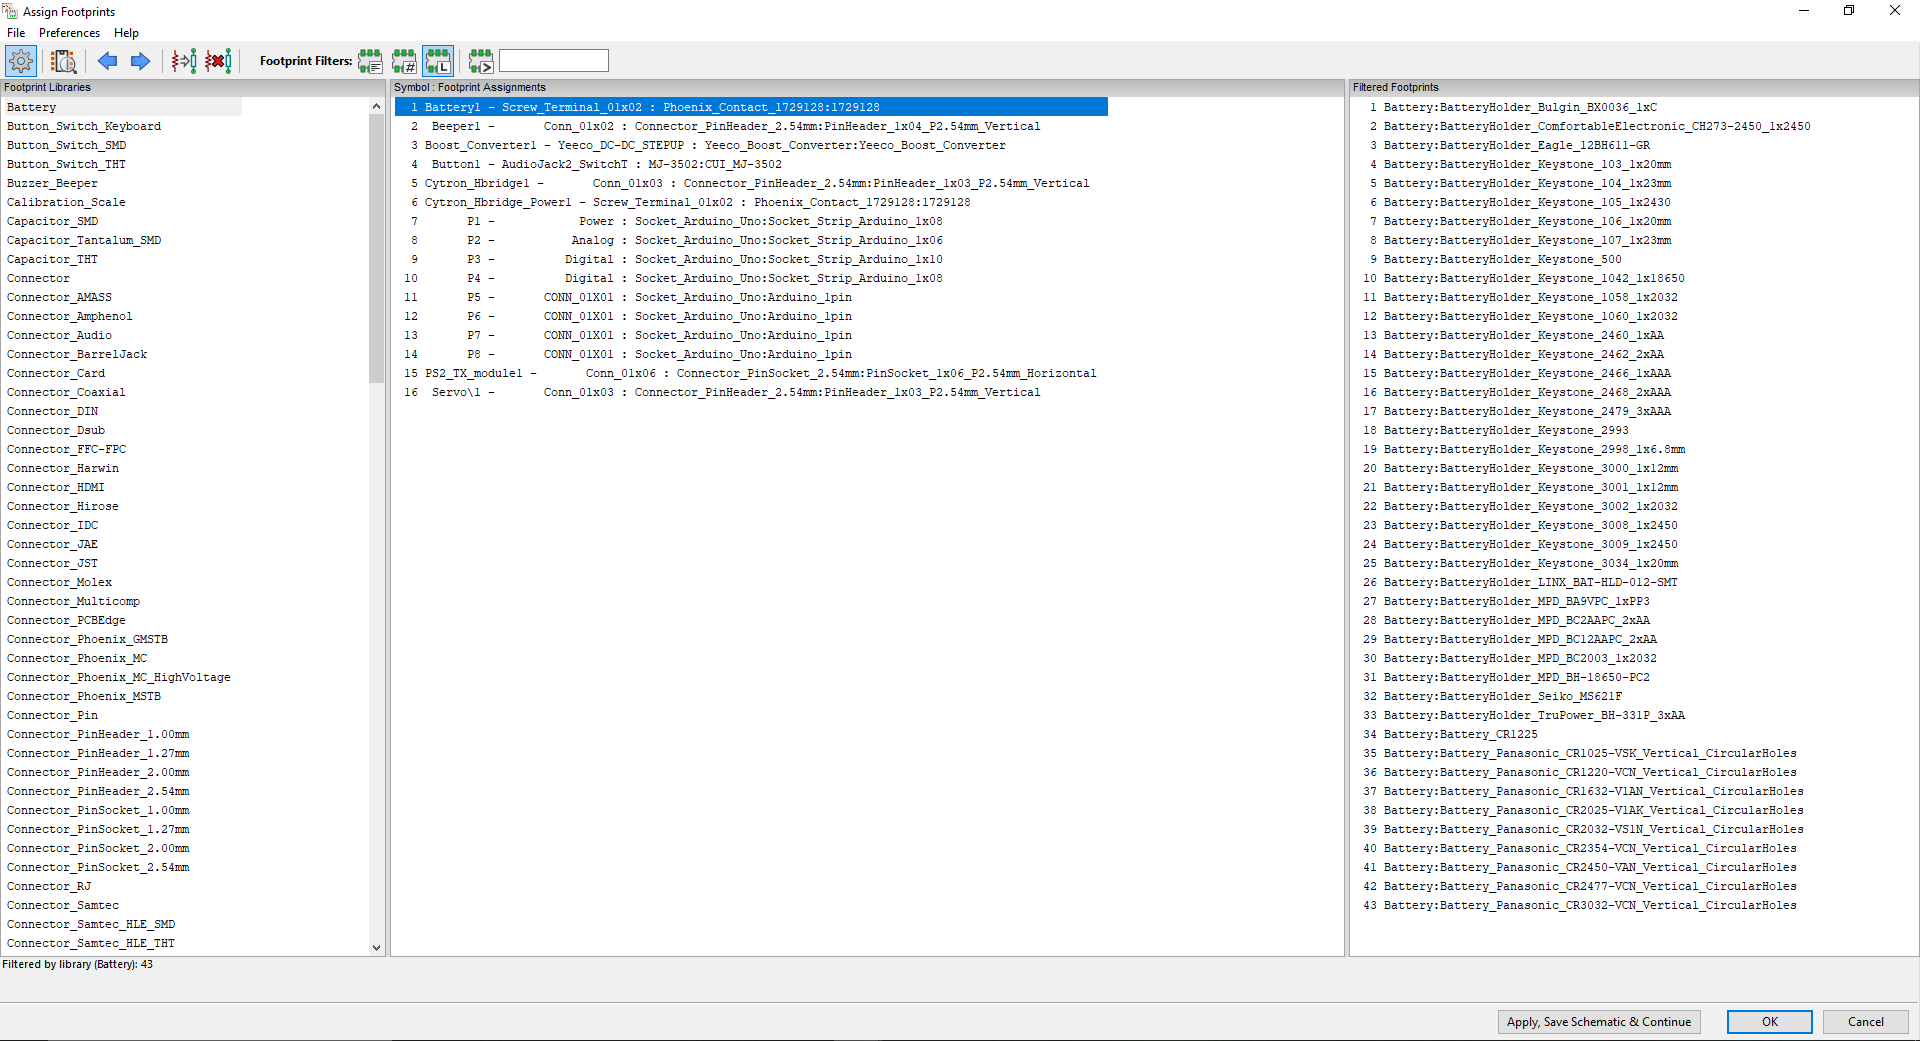 Assign Footprints
File Preferences Help
Footprint Filters:
Footprint Libraries
Battery
Button_Switch_Keyboard
Button_Switch_SMD
Button_Switch_THT
Buzzer_Beeper
Calibration_Scale
Capacitor_SMD
Capacitor_Tantalum_SMD
Capacitor_THT
Connector
Connector_AMASS
Connector_Amphenol
Connector_Audio
Connector_BarrelJack
Connector_Card
Connector_Coaxial
Connector_DIN
Connector_Dsub
Connector_FFC-FPC
Connector_Harwin
Connector_HDMI
Connector_Hirose
Connector_IDC
Connector_JAE
Connector_JST
Connector_Molex
Connector_Multicomp
Connector_PCBEdge
Connector_Phoenix_GMSTB
Connector_Phoenix_MC
Connector_Phoenix_MC_HighVoltage
Connector_Phoenix_MSTB
Connector_Pin
Connector_PinHeader_1.00mm
Connector_PinHeader_1.27mm
Connector_PinHeader_2.00mm
Connector_PinHeader_2.54mm
Connector_PinSocket_1.00mm
Connector_PinSocket_1.27mm
Connector_PinSocket_2.00mm
Connector_PinSocket_2.54mm
Connector_RJ
Connector_Samtec
Connector_Samtec_HLE_SMD
Connector_Samtec_HLE_THT
Symbol : Footprint Assignments
1 Battery1 - Screw_Terminal_01x02 : Phoenix_Contact_1729128:1729128
2 Beeper1 - Conn_01x02 : Connector_PinHeader_2.54mm:PinHeader_1x04_P2.54mm_Vertical
3 Boost_Converter1 - Yeeco_DC-DC_STEPUP : Yeeco_Boost_Converter:Yeeco_Boost_Converter
4 Button1 - AudioJack2_SwitchT : MJ-3502:CUI_MJ-3502
5 Cytron_Hbridge1 - Conn_01x03 : Connector_PinHeader_2.54mm:PinHeader_1x03_P2.54mm_Vertical
6 Cytron_Hbridge_Power1 - Screw_Terminal_01x02 : Phoenix_Contact_1729128:1729128
7 P1 - Power : Socket_Arduino_Uno:Socket_Strip_Arduino_1x08
8 P2 - Analog : Socket_Arduino_Uno:Socket_Strip_Arduino_1x06
9 P3 - Digital : Socket_Arduino_Uno:Socket_Strip_Arduino_1x10
10 P4 - Digital : Socket_Arduino_Uno:Socket_Strip_Arduino_1x08
11 P5 - CONN_01X01 : Socket_Arduino_Uno:Arduino_1pin
12 P6 - CONN_01X01 : Socket_Arduino_Uno:Arduino_1pin
13 P7 - CONN_01X01 : Socket_Arduino_Uno:Arduino_1pin
14 P8 - CONN_01X01 : Socket_Arduino_Uno:Arduino_1pin
15 PS2_TX_module1 - Conn_01x06 : Connector_PinSocket_2.54mm:PinSocket_1x06_P2.54mm_Horizontal
16 Servo\1 - Conn_01x03 : Connector_PinHeader_2.54mm:PinHeader_1x03_P2.54mm_Vertical
Filtered Footprints
1 Battery:BatteryHolder_Bulgin_BX0036_1xC
2 Battery:BatteryHolder_ComfortableElectronic_CH273-2450_1x2450
3 Battery:BatteryHolder_Eagle_12BH611-GR
4 Battery:BatteryHolder_Keystone_103_1x20mm
5 Battery:BatteryHolder_Keystone_104_1x23mm
6 Battery:BatteryHolder_Keystone_105_1x2430
7 Battery:BatteryHolder_Keystone_106_1x20mm
8 Battery:BatteryHolder_Keystone_107_1x23mm
9 Battery:BatteryHolder_Keystone_500
10 Battery:BatteryHolder_Keystone_1042_1x18650
11 Battery:BatteryHolder_Keystone_1058_1x2032
12 Battery:BatteryHolder_Keystone_1060_1x2032
13 Battery:BatteryHolder_Keystone_2460_1xAA
14 Battery:BatteryHolder_Keystone_2462_2xAA
15 Battery:BatteryHolder_Keystone_2466_1xAAA
16 Battery:BatteryHolder_Keystone_2468_2xAAA
17 Battery:BatteryHolder_Keystone_2479_3xAAA
18 Battery:BatteryHolder_Keystone_2993
19 Battery:BatteryHolder_Keystone_2998_1x6.8mm
20 Battery:BatteryHolder_Keystone_3000_1x12mm
21 Battery:BatteryHolder_Keystone_3001_1x12mm
22 Battery:BatteryHolder_Keystone_3002_1x2032
23 Battery:BatteryHolder_Keystone_3008_1x2450
24 Battery:BatteryHolder_Keystone_3009_1x2450
25 Battery:BatteryHolder_Keystone_3034_1x20mm
26 Battery:BatteryHolder_LINX_BAT-HLD-012-SMT
27 Battery:BatteryHolder_MPD_BA9VPC_1xPP3
28 Battery:BatteryHolder_MPD_BC2AAPC_2xAA
29 Battery:BatteryHolder_MPD_BC12AAPC_2xAA
30 Battery:BatteryHolder_MPD_BC2003_1x2032
31 Battery:BatteryHolder_MPD_BH-18650-PC2
32 Battery:BatteryHolder_Seiko_MS621F
33 Battery:BatteryHolder_TruPower_BH-331P_3xAA
34 Battery:Battery_CR1225
35 Battery:Battery_Panasonic_CR1025-VSK_Vertical_CircularHoles
36 Battery:Battery_Panasonic_CR1220-VCN_Vertical_CircularHoles
37 Battery:Battery_Panasonic_CR1632-V1AN_Vertical_CircularHoles
38 Battery:Battery_Panasonic_CR2025-V1AK_Vertical_CircularHoles
39 Battery:Battery_Panasonic_CR2032-VS1N_Vertical_CircularHoles
40 Battery:Battery_Panasonic_CR2354-VCN_Vertical_CircularHoles
41 Battery:Battery_Panasonic_CR2450-VAN_Vertical_CircularHoles
42 Battery:Battery_Panasonic_CR2477-VCN_Vertical_CircularHoles
43 Battery:Battery_Panasonic_CR3032-VCN_Vertical_CircularHoles
Filtered by library (Battery): 43
Apply, Save Schematic & Continue
OK
Cancel